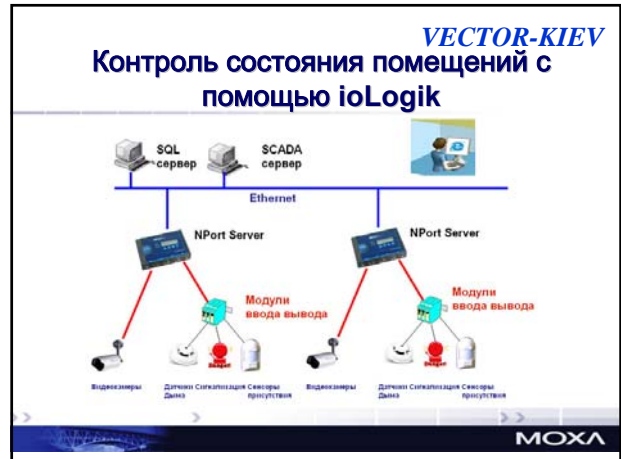 VECTOR-KIEV
Контроль состояния помещений с
помощью ioLogik
SQL
сервер
SCADA
сервер
Ethernet
NPort Server
NPort Server
Модули
ввода вывода
Модули
ввода вывода
Видеокамеры
Датчики Сигнализация Сенсоры
Дыма присутствия
Видеокамеры
Датчики Сигнализация Сенсоры
Дыма присутствия
MOXA